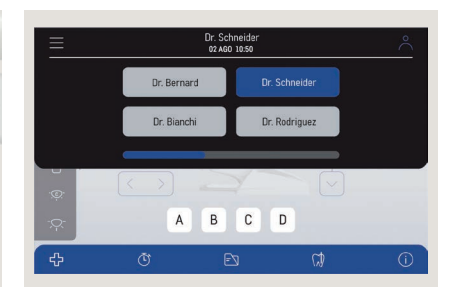 Dr. Schneider
02 AGO 10:50
Dr. Bernard
Dr. Schneider
Dr. Bianchi
Dr. Rodriguez
A B C D